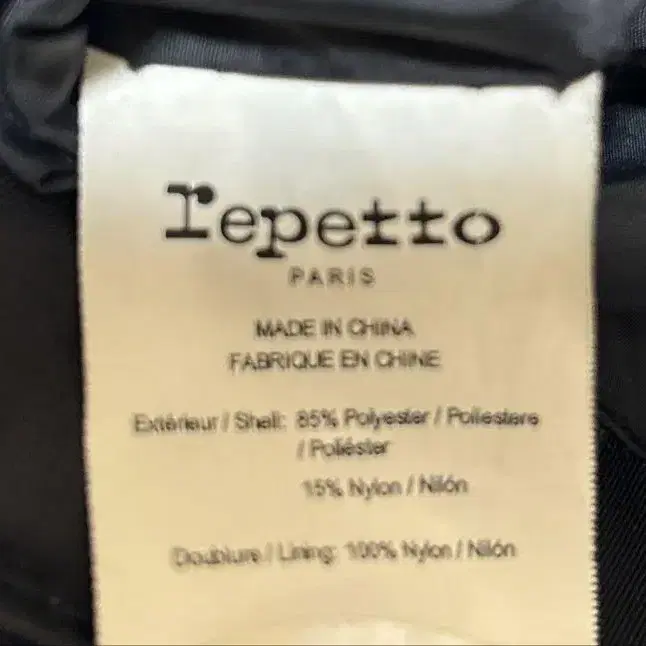 repetto
PARIS
MADE IN CHINA
FABRIQUE EN CHINE
Extérieur / Shell: 85% Polyester / Poliestere
/ Poliéster
15% Nylon / Nilón
Doublure / Lining: 100% Nylon / Nilón